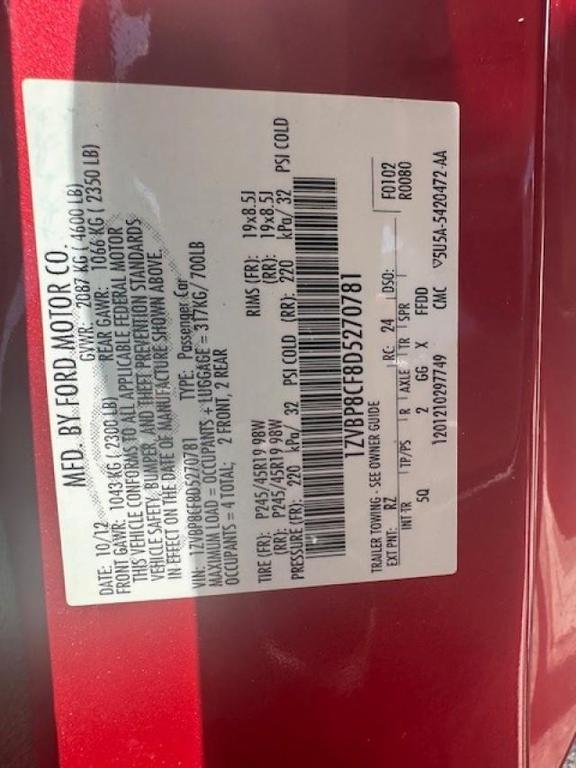 MFD. BY FORD MOTOR CO.
DATE: 10/12 GVWR: 2087 KG ( 4600 LB)
FRONT GAWR: 1043 KG ( 2300 LB) REAR GAWR: 1066 KG ( 2350 LB)
THIS VEHICLE CONFORMS TO ALL APPLICABLE FEDERAL MOTOR
VEHICLE SAFETY, BUMPER, AND THEFT PREVENTION STANDARDS
IN EFFECT ON THE DATE OF MANUFACTURE SHOWN ABOVE.
VIN: 1ZVBP8CF8D5270781 TYPE: Passenger Car
MAXIMUM LOAD = OCCUPANTS + LUGGAGE = 317KG/ 700LB
OCCUPANTS = 4 TOTAL; 2 FRONT, 2 REAR
TIRE (FR): P245/45R19 98W RIMS (FR): 19x8.5J
(RR): P245/45R19 98W (RR): 19x8.5J
PRESSURE (FR): 220 kPa/ 32 PSI COLD (RR): 220 kPa/ 32 PSI COLD
1ZVBP8CF8D5270781
TRAILER TOWING - SEE OWNER GUIDE F0102
EXT PNT: RZ RC: 24 DSO: R0080
INT TR TP/PS R AXLE TR SPR
5Q 2 GG X FFDD
1201210297749 CMC ▽5U5A-5420472-AA